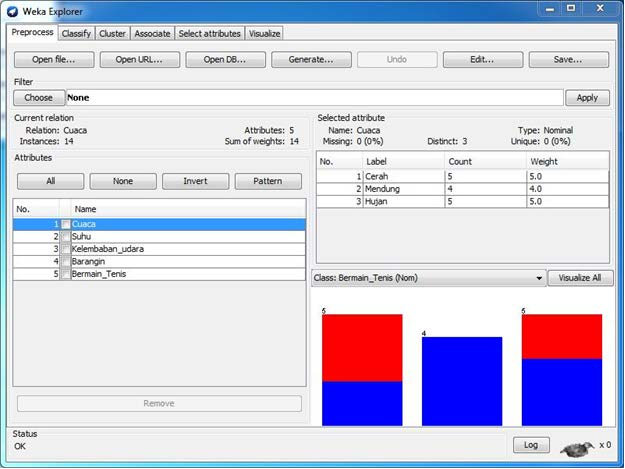 Weka Explorer
Preprocess Classify Cluster Associate Select attributes Visualize
Open file... Open URL... Open DB... Generate... Undo Edit... Save...
Filter
Choose None Apply
Current relation
Relation: Cuaca Attributes: 5
Instances: 14 Sum of weights: 14
Attributes
All None Invert Pattern
No. Name
1 Cuaca
2 Suhu
3 Kelembaban_udara
4 Barangin
5 Bermain_Tenis
Remove
Selected attribute
Name: Cuaca Type: Nominal
Missing: 0 (0%) Distinct: 3 Unique: 0 (0%)
No. Label Count Weight
1 Cerah 5 5.0
2 Mendung 4 4.0
3 Hujan 5 5.0
Class: Bermain_Tenis (Nom) Visualize All
5 4 5
Status
OK
Log x 0